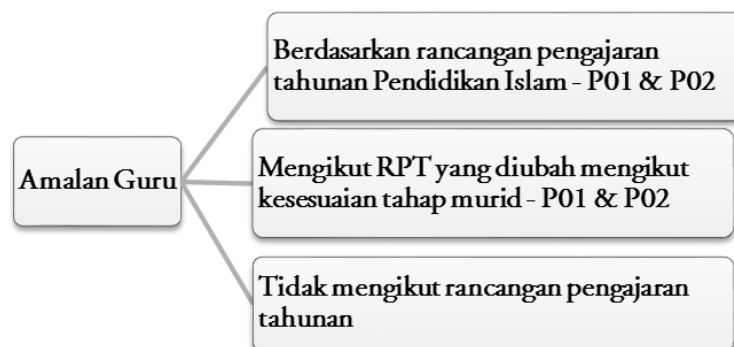 Berdasarkan rancangan pengajaran
tahunan Pendidikan Islam - P01 & P02
Amalan Guru
Mengikut RPT yang diubah mengikut
kesesuaian tahap murid - P01 & P02
Tidak mengikut rancangan pengajaran
tahunan